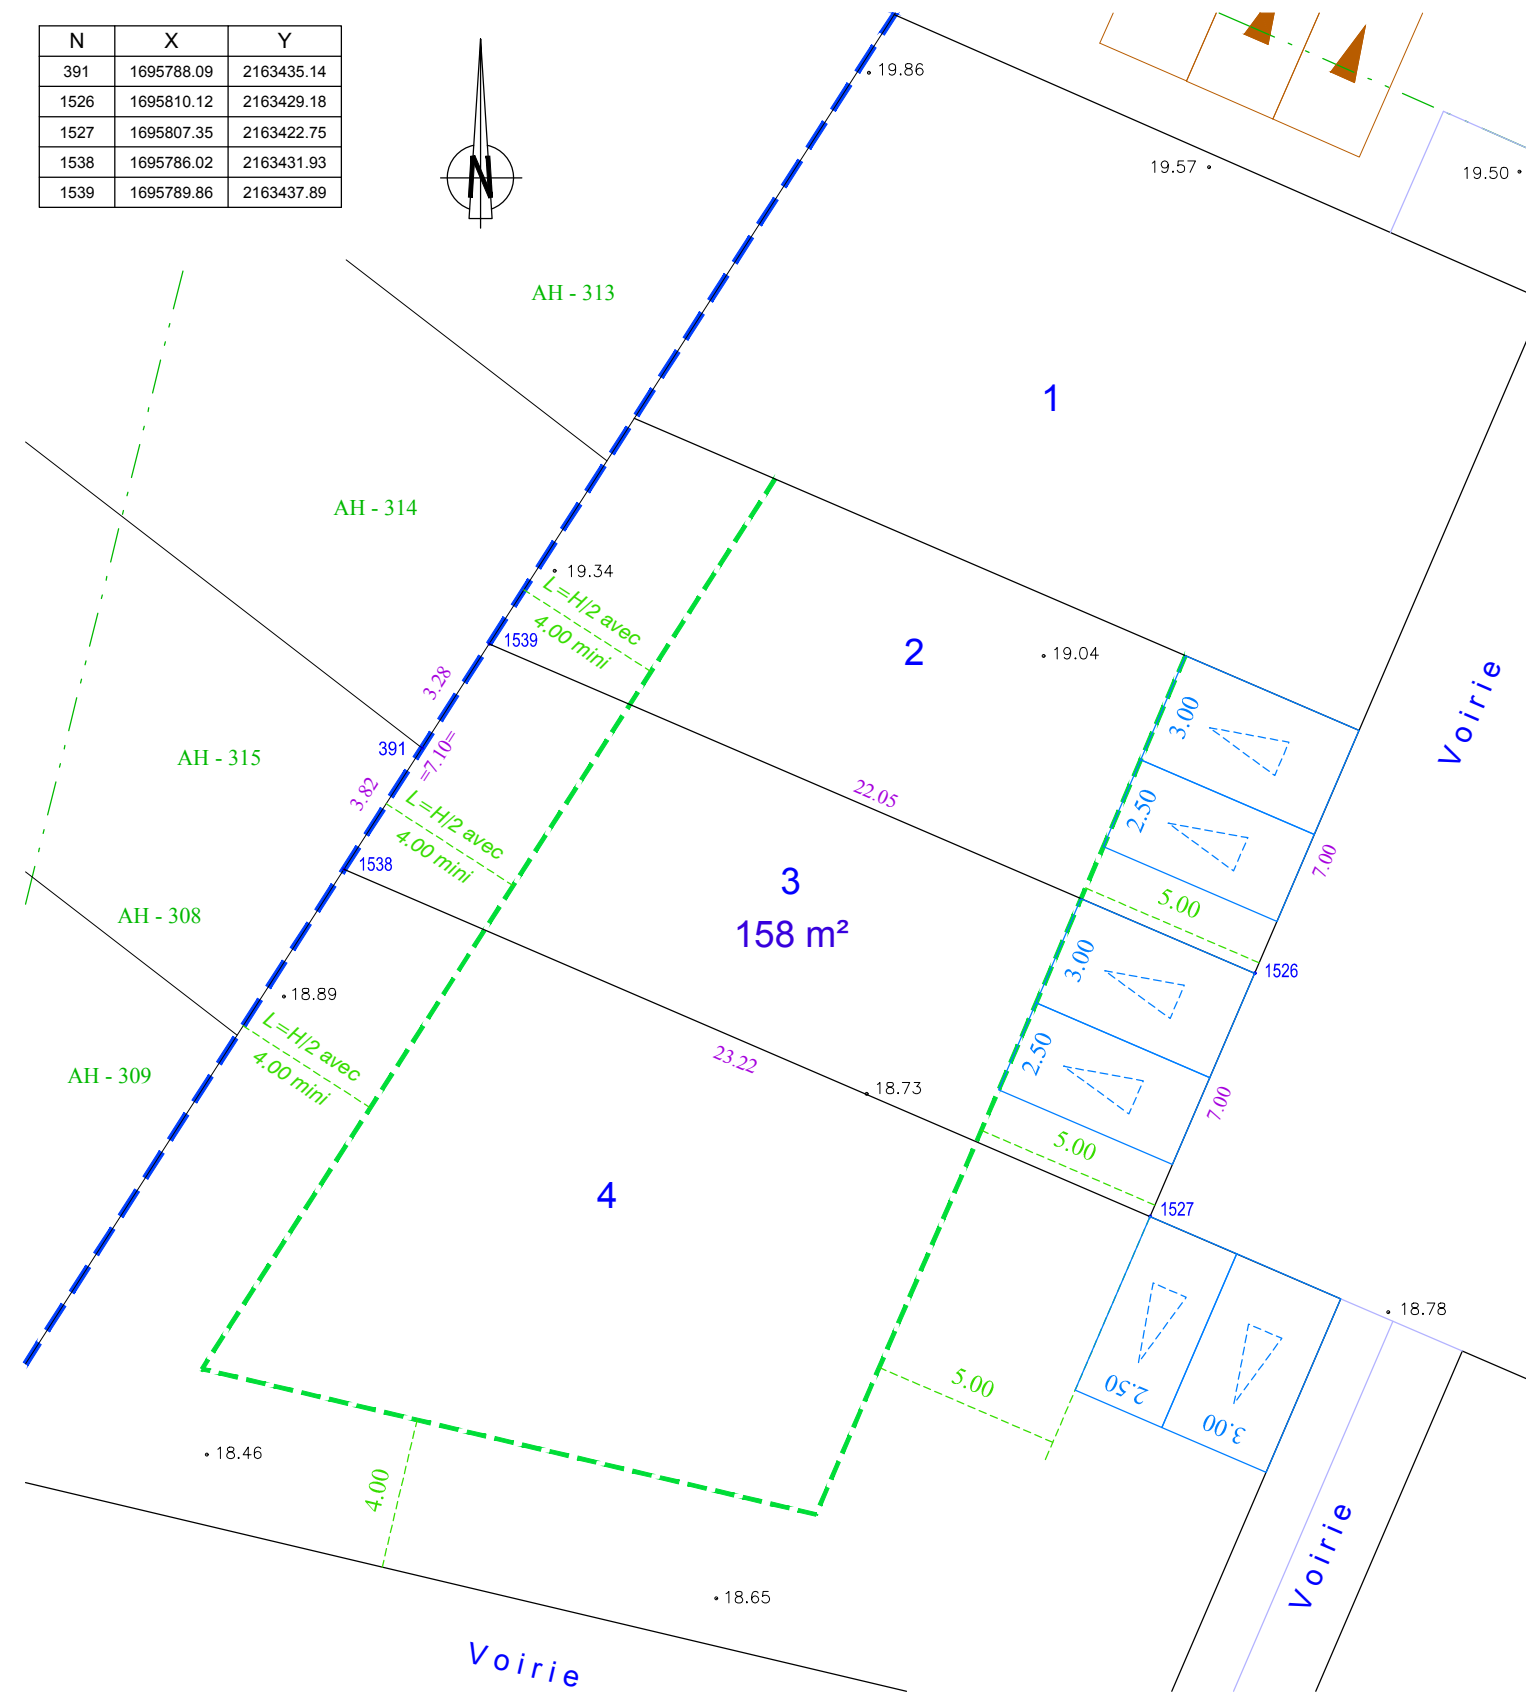 N X Y
391 1695788.09 2163435.14
1526 1695810.12 2163429.18
1527 1695807.35 2163422.75
1538 1695786.02 2163431.93
1539 1695789.86 2163437.89
N
19.86
19.57
19.50
AH - 313
1
AH - 314
19.34
L=H/2 avec
4.00 mini
1539
2
19.04
Voirie
3.28
3.00
391
=7.10=
AH - 315
3.82
22.05
2.50
L=H/2 avec
4.00 mini
7.00
1538
3
158 m²
5.00
AH - 308
3.00
1526
18.89
L=H/2 avec
4.00 mini
23.22
2.50
AH - 309
18.73
7.00
5.00
4
1527
18.78
5.00
2.50
3.00
18.46
4.00
Voirie
18.65
Voirie